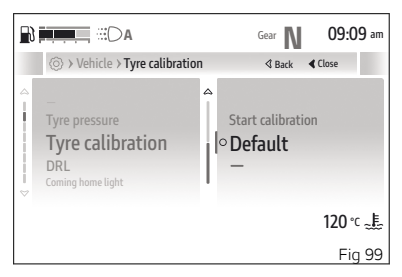 A Gear N 09:09 am
> Vehicle > Tyre calibration Back Close
Tyre pressure
Tyre calibration
DRL
Coming home light
Start calibration
Default
120 °C
Fig 99